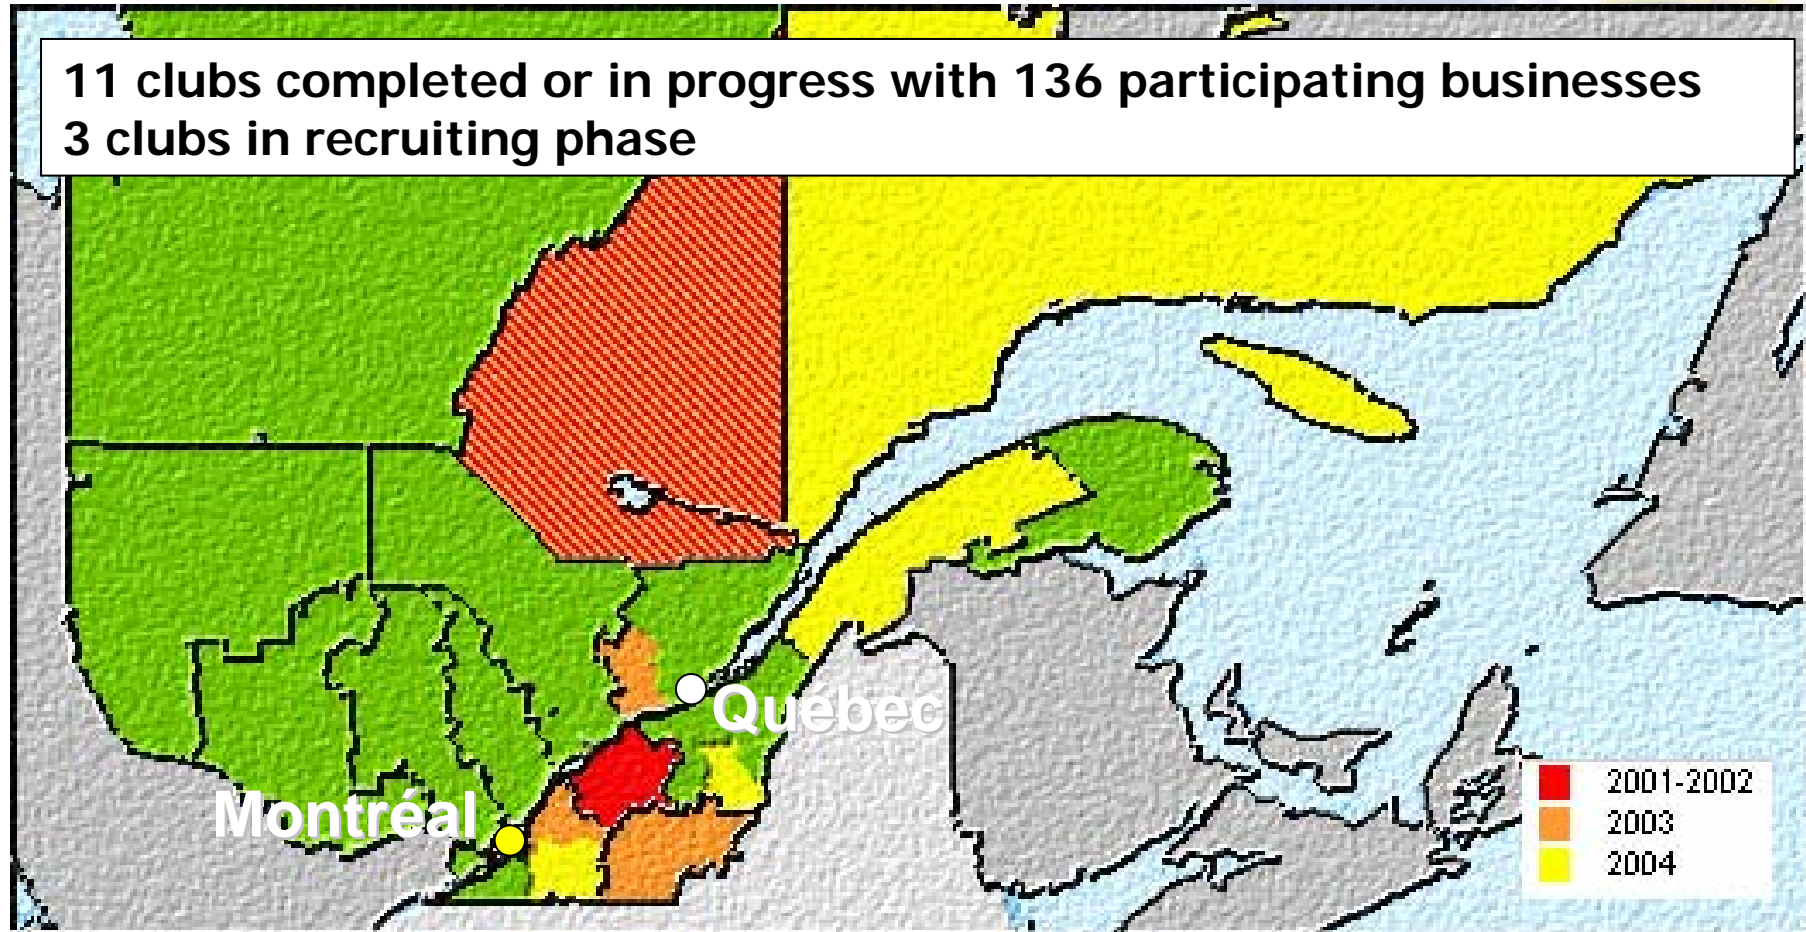 11 clubs completed or in progress with 136 participating businesses
3 clubs in recruiting phase
Québec
Montréal
2001-2002
2003
2004